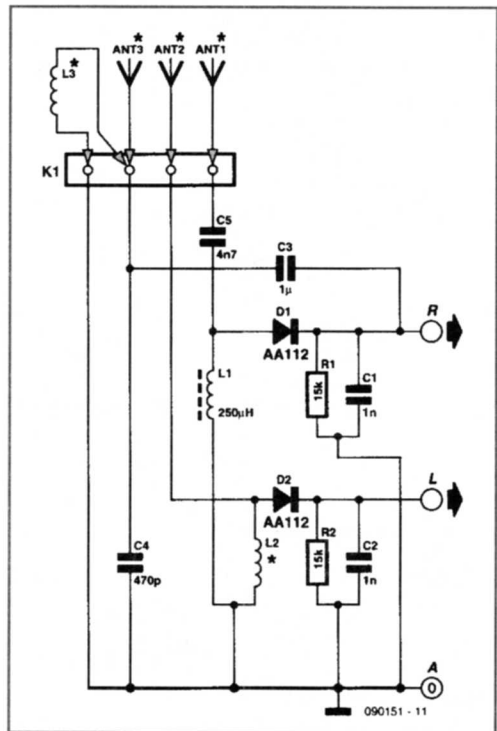 ANT3* ANT2* ANT1*
L3*
K1
C5
4n7
C3
1µ
D1
AA112
R
L1
250µH
R1
15k
C1
1n
D2
AA112
L
L2
*
R2
15k
C2
1n
C4
470p
A
0
090151 - 11